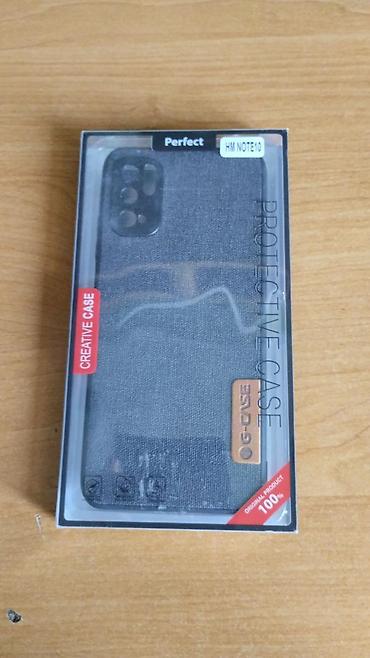 Perfect
HM NOTE10
PROTECTIVE CASE
CREATIVE CASE
G-CASE
ORIGINAL PRODUCT
100%